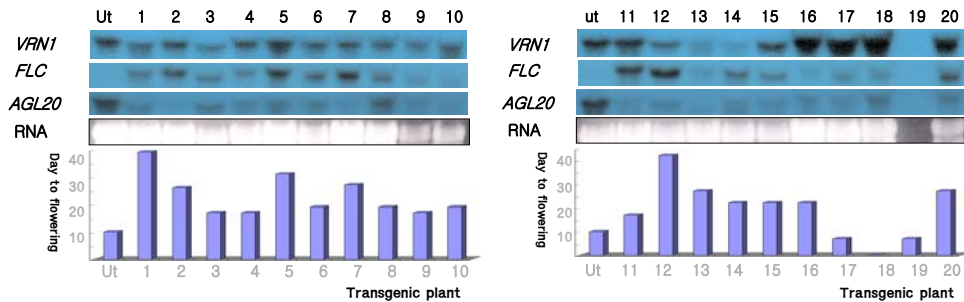 Ut 1 2 3 4 5 6 7 8 9 10
VRN1
FLC
AGL20
RNA
Day to flowering
40
30
20
10
Ut 1 2 3 4 5 6 7 8 9 10
Transgenic plant
ut 11 12 13 14 15 16 17 18 19 20
VRN1
FLC
AGL20
RNA
Day to flowering
40
30
20
10
ut 11 12 13 14 15 16 17 18 19 20
Transgenic plant